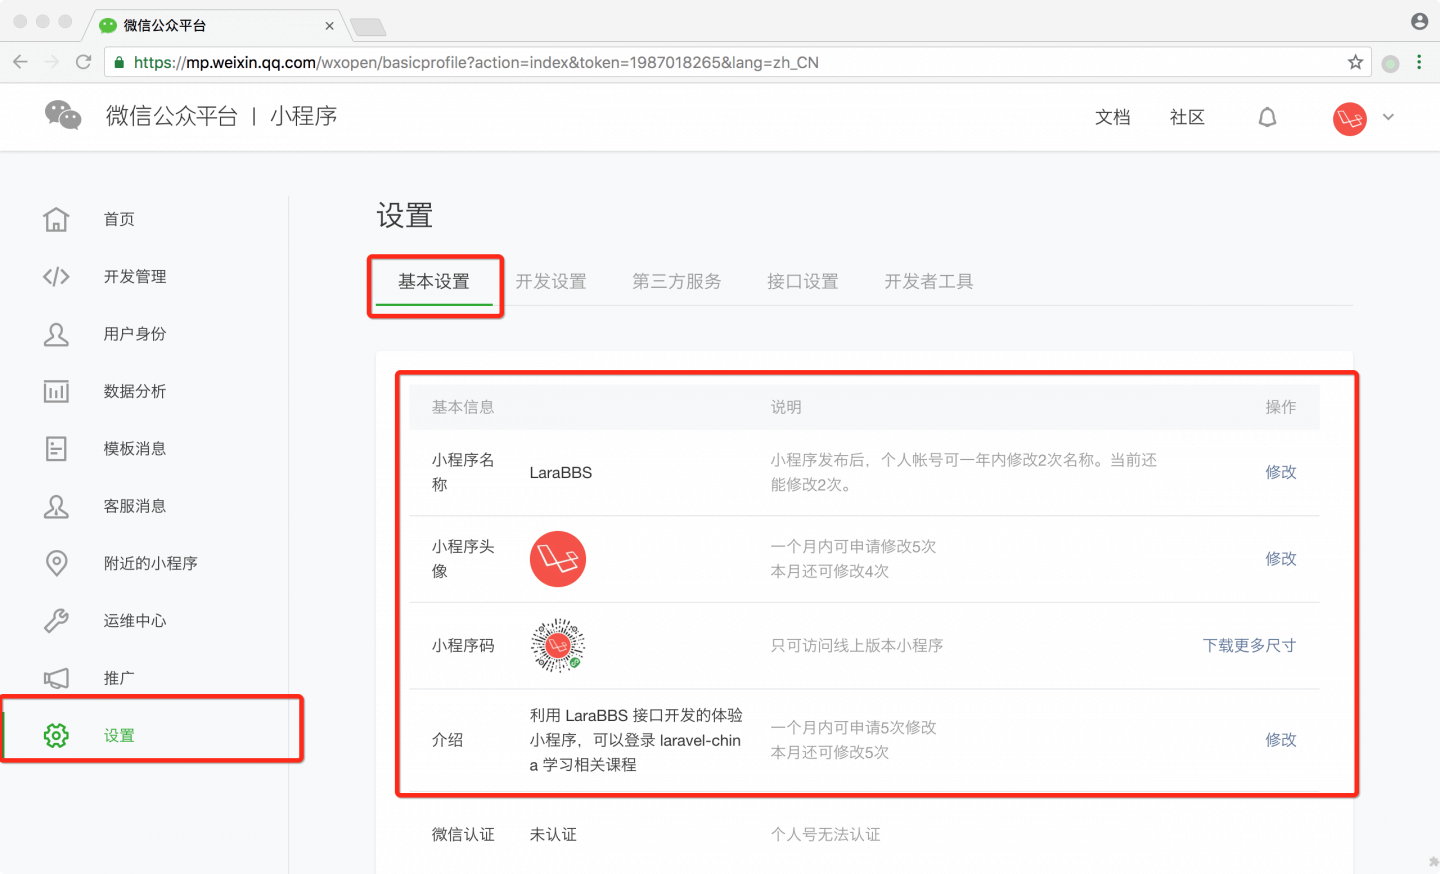 微信公众平台
https://mp.weixin.qq.com/wxopen/basicprofile?action=index&token=1987018265&lang=zh_CN
微信公众平台 | 小程序
文档
社区
首页
开发管理
用户身份
数据分析
模板消息
客服消息
附近的小程序
运维中心
推广
设置
设置
基本设置
开发设置
第三方服务
接口设置
开发者工具
基本信息
说明
操作
小程序名
称
LaraBBS
小程序发布后，个人帐号可一年内修改2次名称。当前还
能修改2次。
修改
小程序头
像
一个月内可申请修改5次
本月还可修改4次
修改
小程序码
只可访问线上版本小程序
下载更多尺寸
介绍
利用 LaraBBS 接口开发的体验
小程序，可以登录 laravel-chin
a 学习相关课程
一个月内可申请5次修改
本月还可修改5次
修改
微信认证
未认证
个人号无法认证